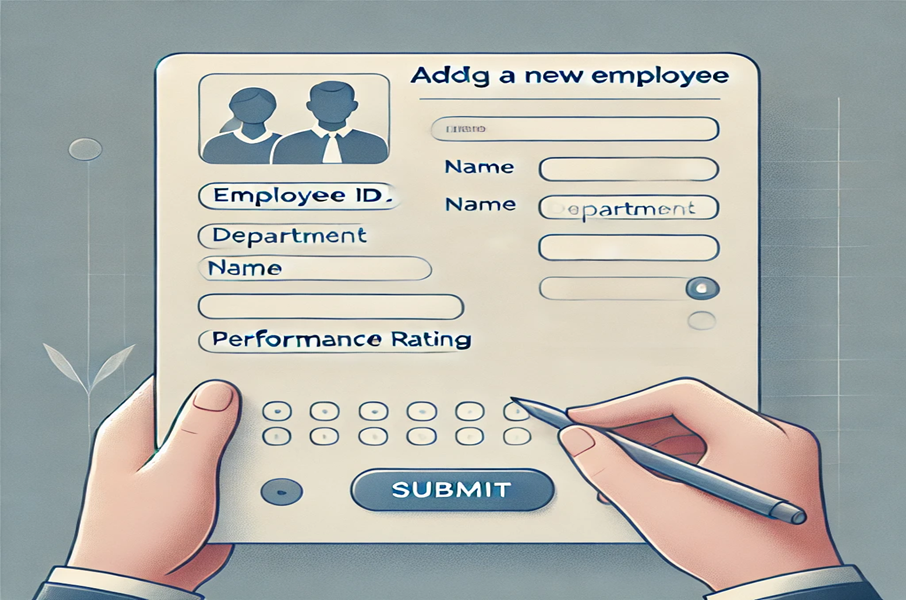 Addg a new employee
Name
Name
epartment
Employee ID.
Department
Name
Performance Rating
SUBMIT